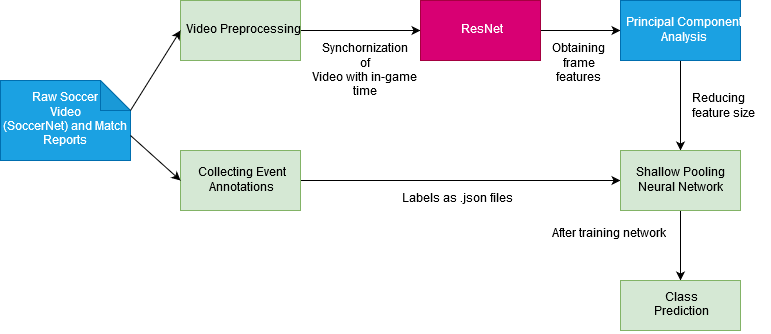 Video Preprocessing
Synchornization
of
Video with in-game
time
ResNet
Obtaining
frame
features
Principal Component
Analysis
Raw Soccer
Video
(SoccerNet) and Match
Reports
Reducing
feature size
Collecting Event
Annotations
Labels as .json files
Shallow Pooling
Neural Network
After training network
Class
Prediction